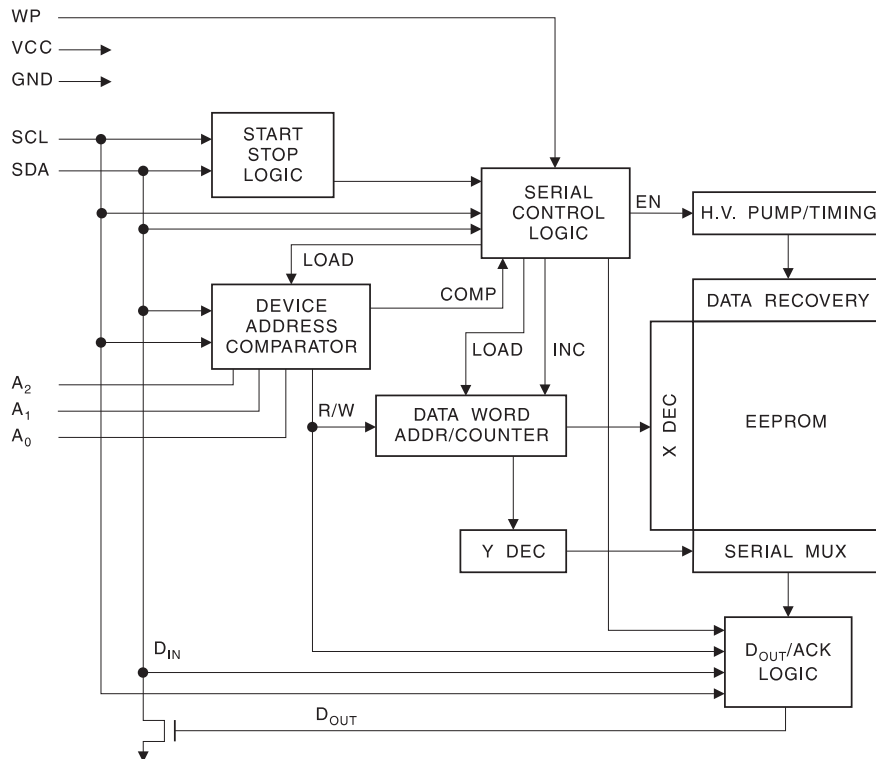 WP
VCC
GND
SCL
SDA
START
STOP
LOGIC
SERIAL
CONTROL
LOGIC
EN
H.V. PUMP/TIMING
LOAD
COMP
DEVICE
ADDRESS
COMPARATOR
DATA RECOVERY
LOAD
INC
A2
A1
A0
R/W
DATA WORD
ADDR/COUNTER
X DEC
EEPROM
Y DEC
SERIAL MUX
DIN
DOUT/ACK
LOGIC
DOUT